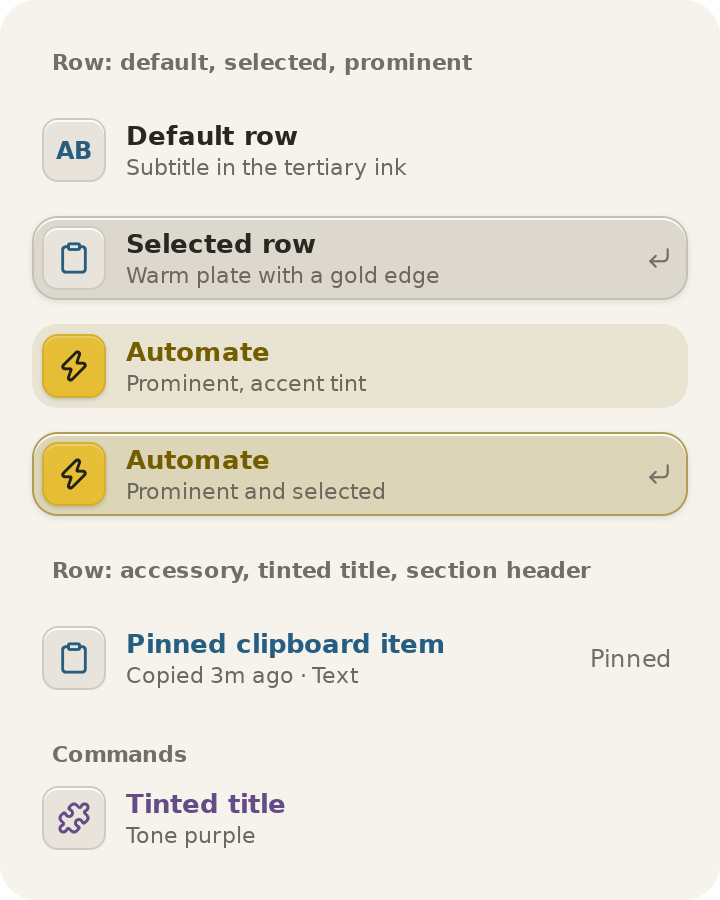 Row: default, selected, prominent
AB
Default row
Subtitle in the tertiary ink
Selected row
Warm plate with a gold edge
Automate
Prominent, accent tint
Automate
Prominent and selected
Row: accessory, tinted title, section header
Pinned clipboard item
Copied 3m ago · Text
Pinned
Commands
Tinted title
Tone purple